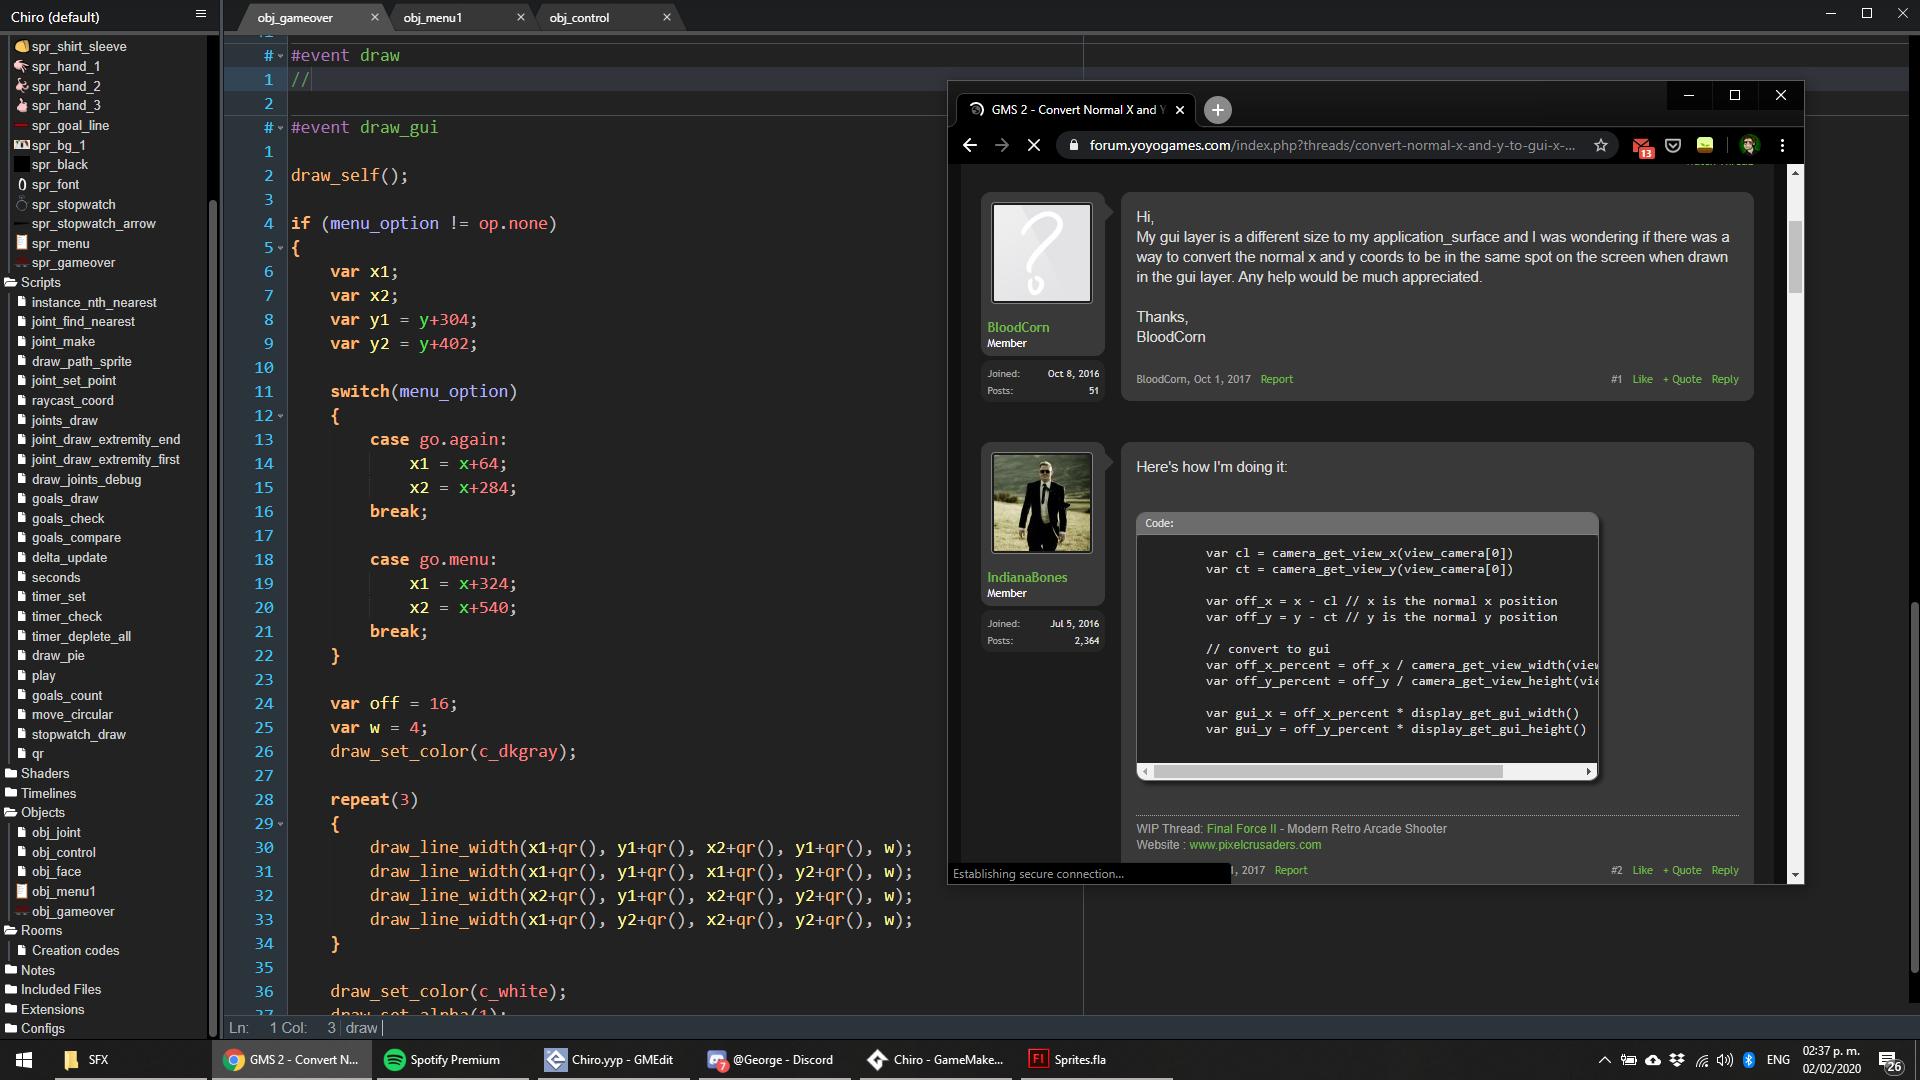 Chiro (default)
obj_gameover
obj_menu1
obj_control
spr_shirt_sleeve
spr_hand_1
spr_hand_2
spr_hand_3
spr_goal_line
spr_bg_1
spr_black
spr_font
spr_stopwatch
spr_stopwatch_arrow
spr_menu
spr_gameover
Scripts
instance_nth_nearest
joint_find_nearest
joint_make
draw_path_sprite
joint_set_point
raycast_coord
joints_draw
joint_draw_extremity_end
joint_draw_extremity_first
draw_joints_debug
goals_draw
goals_check
goals_compare
delta_update
seconds
timer_set
timer_check
timer_deplete_all
draw_pie
play
goals_count
move_circular
stopwatch_draw
qr
Shaders
Timelines
Objects
obj_joint
obj_control
obj_face
obj_menu1
obj_gameover
Rooms
Creation codes
Notes
Included Files
Extensions
Configs
# #event draw
1 //
2
# #event draw_gui
1
2 draw_self();
3
4 if (menu_option != op.none)
5 {
6 var x1;
7 var x2;
8 var y1 = y+304;
9 var y2 = y+402;
10
11 switch(menu_option)
12 {
13 case go.again:
14 x1 = x+64;
15 x2 = x+284;
16 break;
17
18 case go.menu:
19 x1 = x+324;
20 x2 = x+540;
21 break;
22 }
23
24 var off = 16;
25 var w = 4;
26 draw_set_color(c_dkgray);
27
28 repeat(3)
29 {
30 draw_line_width(x1+qr(), y1+qr(), x2+qr(), y1+qr(), w);
31 draw_line_width(x1+qr(), y1+qr(), x1+qr(), y2+qr(), w);
32 draw_line_width(x2+qr(), y1+qr(), x2+qr(), y2+qr(), w);
33 draw_line_width(x1+qr(), y2+qr(), x2+qr(), y2+qr(), w);
34 }
35
36 draw_set_color(c_white);
37 draw_set_alpha(1);
Ln: 1 Col: 3 draw
GMS 2 - Convert Normal X and Y
forum.yoyogames.com/index.php?threads/convert-normal-x-and-y-to-gui-x-...
13
Hi,
My gui layer is a different size to my application_surface and I was wondering if there was a
way to convert the normal x and y coords to be in the same spot on the screen when drawn
in the gui layer. Any help would be much appreciated.
Thanks,
BloodCorn
BloodCorn
Member
Joined: Oct 8, 2016
Posts: 51
BloodCorn, Oct 1, 2017 Report
#1 Like + Quote Reply
IndianaBones
Member
Joined: Jul 5, 2016
Posts: 2,364
Here's how I'm doing it:
Code:
var cl = camera_get_view_x(view_camera[0])
var ct = camera_get_view_y(view_camera[0])
var off_x = x - cl // x is the normal x position
var off_y = y - ct // y is the normal y position
// convert to gui
var off_x_percent = off_x / camera_get_view_width(view
var off_y_percent = off_y / camera_get_view_height(vie
var gui_x = off_x_percent * display_get_gui_width()
var gui_y = off_y_percent * display_get_gui_height()
WIP Thread: Final Force II - Modern Retro Arcade Shooter
Website : www.pixelcrusaders.com
1, 2017 Report
#2 Like + Quote Reply
Establishing secure connection...
SFX
GMS 2 - Convert N...
Spotify Premium
Chiro.yyp - GMEdit
7
@George - Discord
Chiro - GameMake...
Fl
Sprites.fla
ENG
02:37 p. m.
02/02/2020
26